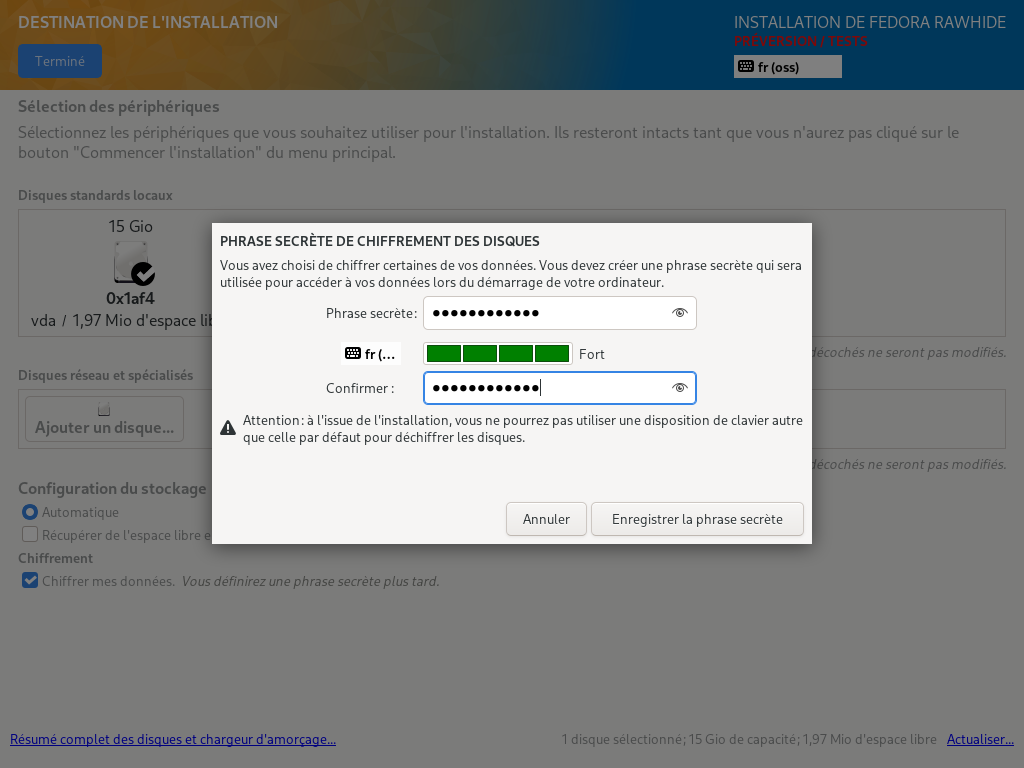 DESTINATION DE L'INSTALLATION
INSTALLATION DE FEDORA RAWHIDE
PRÉVERSION / TESTS
Terminé
fr (oss)
Sélection des périphériques
Sélectionnez les périphériques que vous souhaitez utiliser pour l'installation. Ils resteront intacts tant que vous n'aurez pas cliqué sur le
bouton "Commencer l'installation" du menu principal.
Disques standards locaux
15 Gio
0x1af4
vda / 1,97 Mio d'espace
décochés ne seront pas modifiés.
PHRASE SECRÈTE DE CHIFFREMENT DES DISQUES
Vous avez choisi de chiffrer certaines de vos données. Vous devez créer une phrase secrète qui sera
utilisée pour accéder à vos données lors du démarrage de votre ordinateur.
Phrase secrète: ●●●●●●●●●●●●
fr (... Fort
Confirmer : ●●●●●●●●●●●●
Attention : à l'issue de l'installation, vous ne pourrez pas utiliser une disposition de clavier autre
que celle par défaut pour déchiffrer les disques.
Annuler Enregistrer la phrase secrète
Disques réseau et spécialisés
Ajouter un disque...
décochés ne seront pas modifiés.
Configuration du stockage
Automatique
Récupérer de l'espace libre
Chiffrement
Chiffrer mes données. Vous définirez une phrase secrète plus tard.
Résumé complet des disques et chargeur d'amorçage...
1 disque sélectionné; 15 Gio de capacité; 1,97 Mio d'espace libre Actualiser...